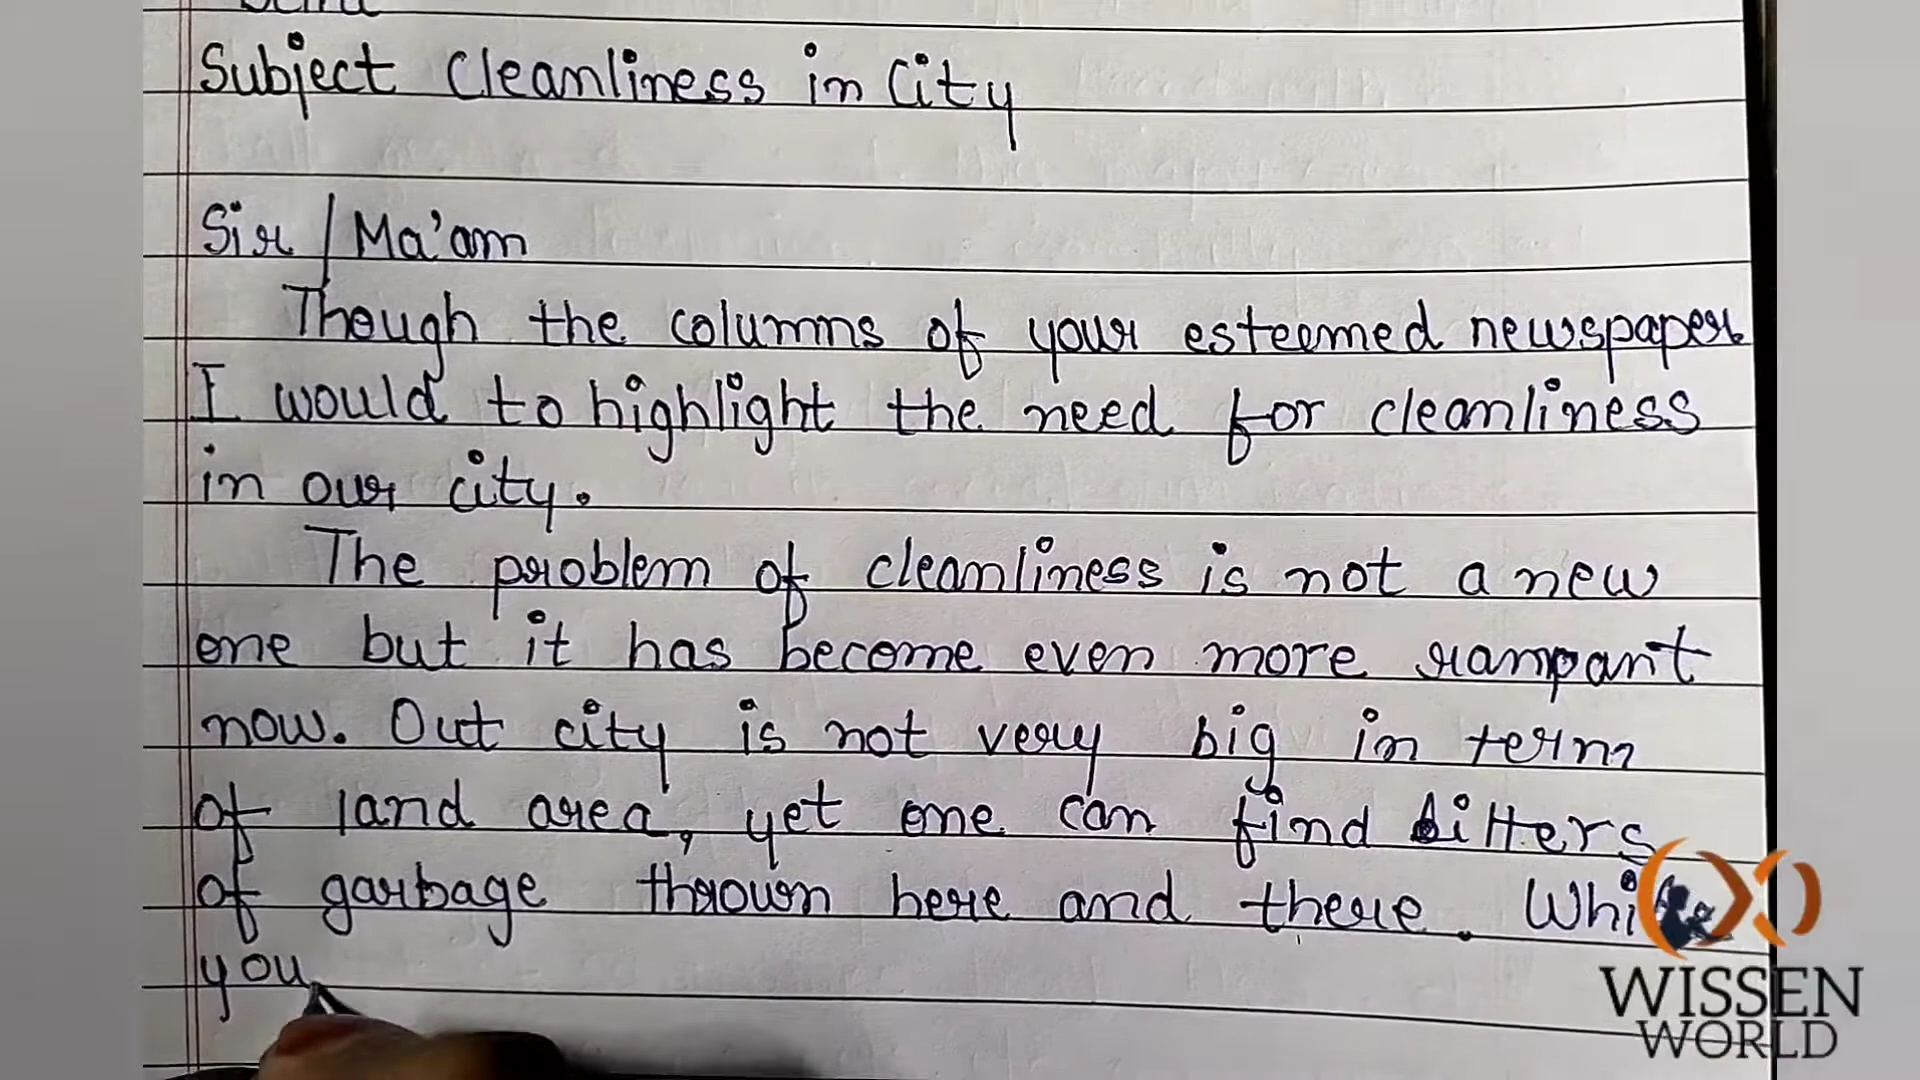 Subject Cleanliness in City
Sir / Ma'am
Though the columns of your esteemed newspaper
I would to highlight the need for cleanliness
in our city.
The problem of cleanliness is not a new
one but it has become even more rampant
now. Out city is not very big in term
of land area, yet one can find litters
of garbage thrown here and there. Whi
you
WISSEN
WORLD